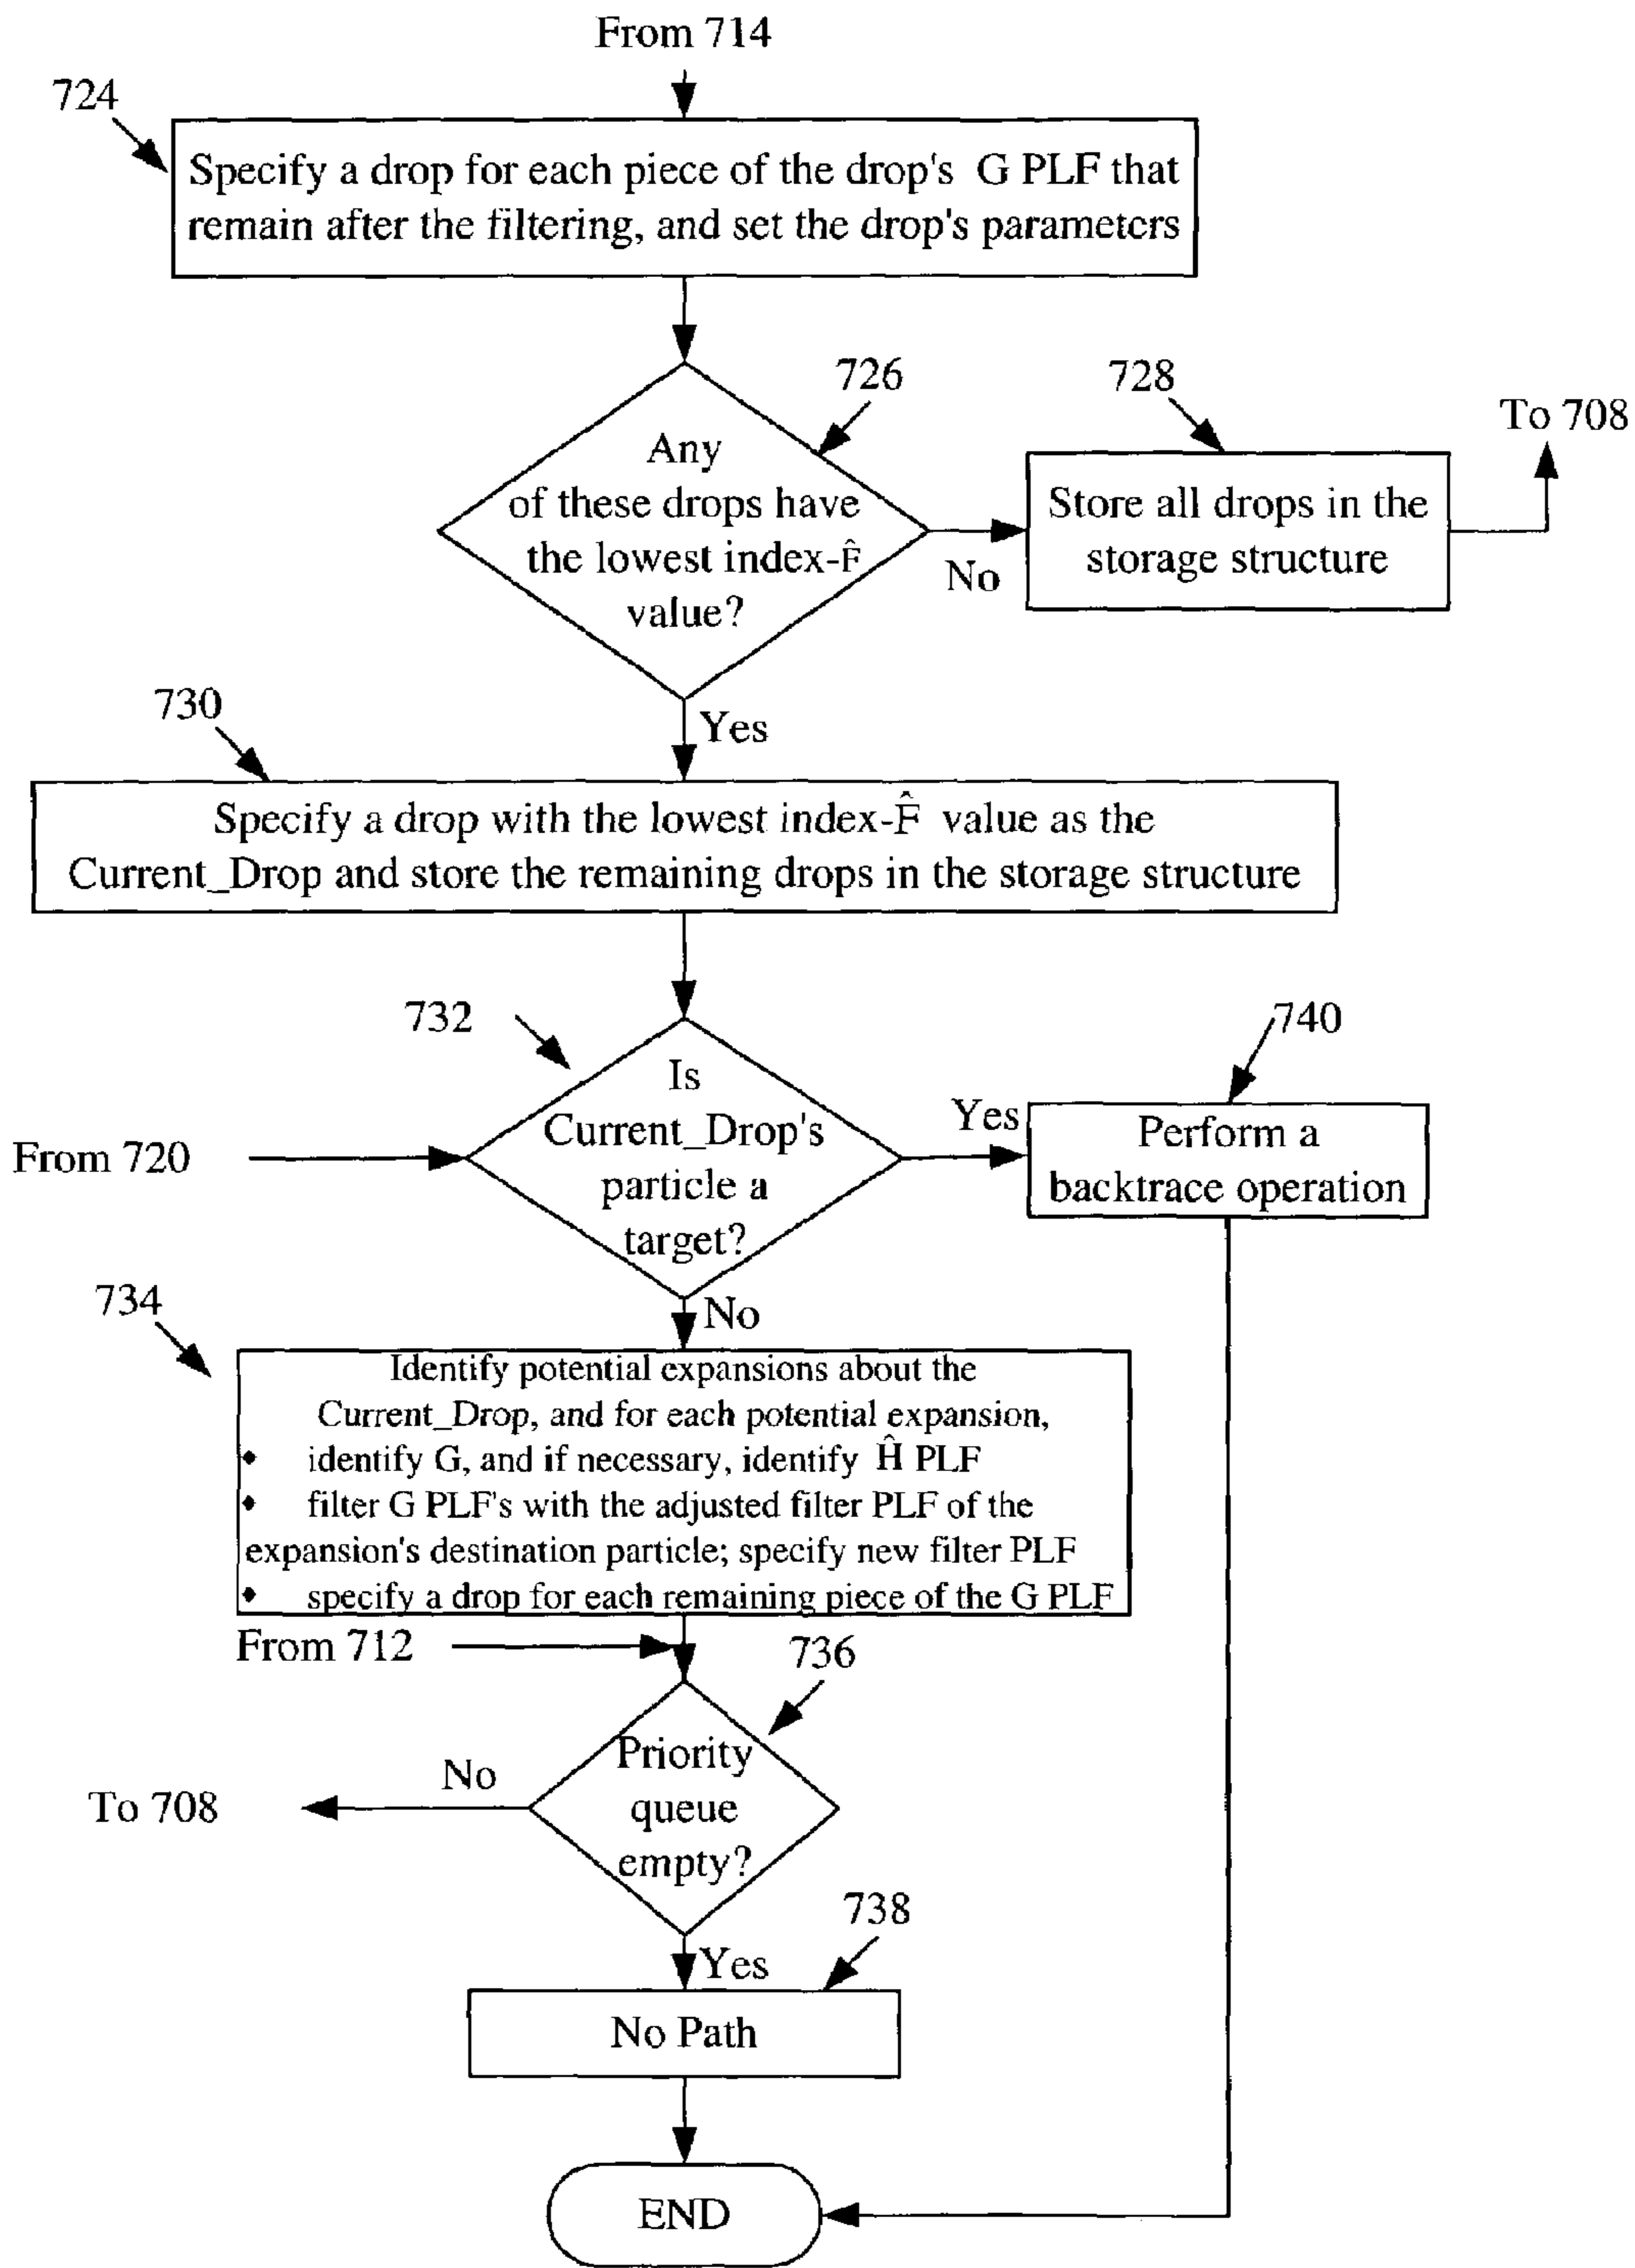 From 714
724
Specify a drop for each piece of the drop's G PLF that
remain after the filtering, and set the drop's parameters
726
728
To 708
Any
of these drops have
the lowest index-F̂
value?
No
Store all drops in the
storage structure
730
Yes
Specify a drop with the lowest index-F̂ value as the
Current_Drop and store the remaining drops in the storage structure
732
740
Is
Current_Drop's
particle a
target?
From 720
Yes
Perform a
backtrace operation
734
No
Identify potential expansions about the
Current_Drop, and for each potential expansion,
♦ identify G, and if necessary, identify Ĥ PLF
♦ filter G PLF's with the adjusted filter PLF of the
expansion's destination particle; specify new filter PLF
♦ specify a drop for each remaining piece of the G PLF
From 712
736
Priority
queue
empty?
No
To 708
738
Yes
No Path
END